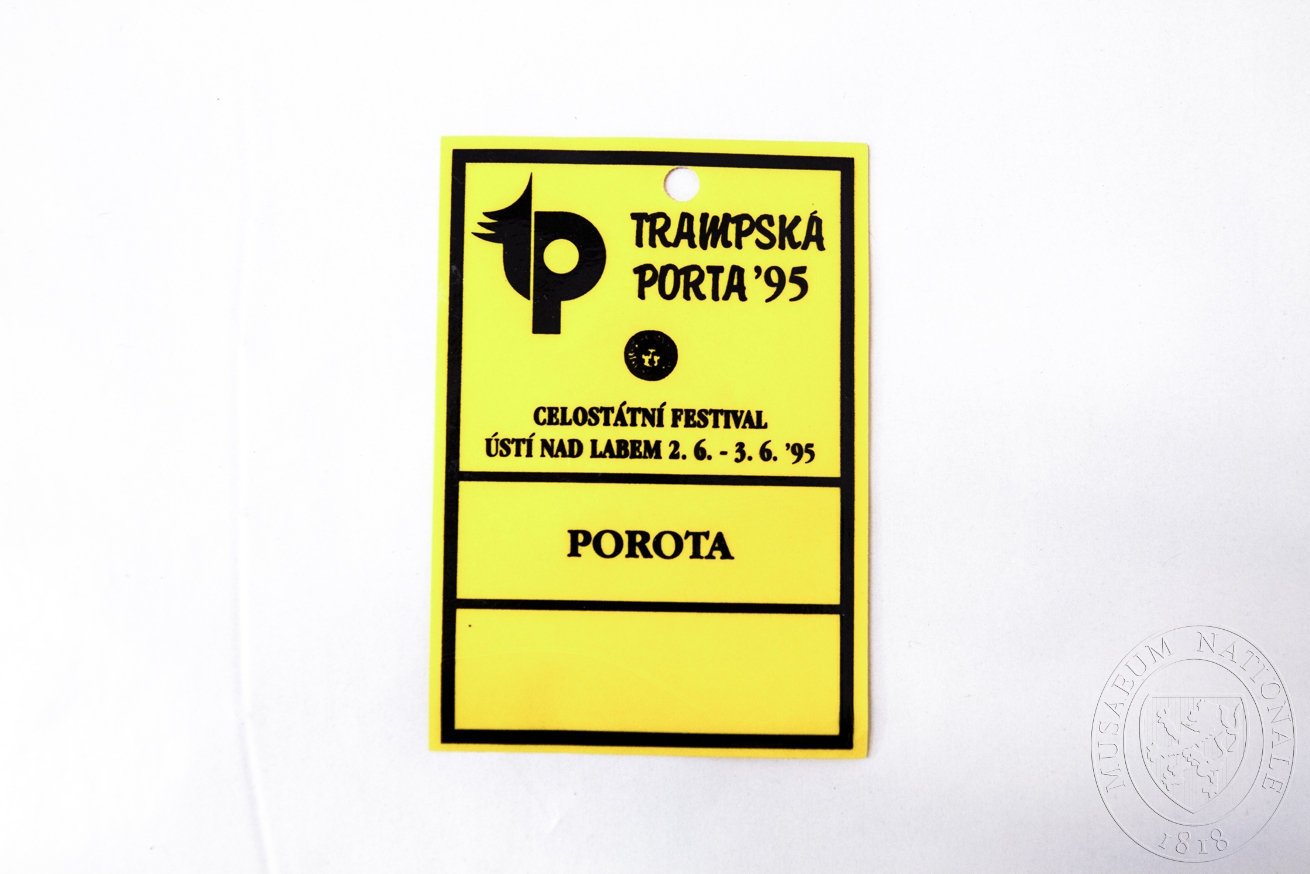 TRAMPSKÁ
PORTA '95
CELOSTÁTNÍ FESTIVAL
ÚSTÍ NAD LABEM 2. 6. - 3. 6. '95
POROTA
MUSAEUM NATIONALE
1818